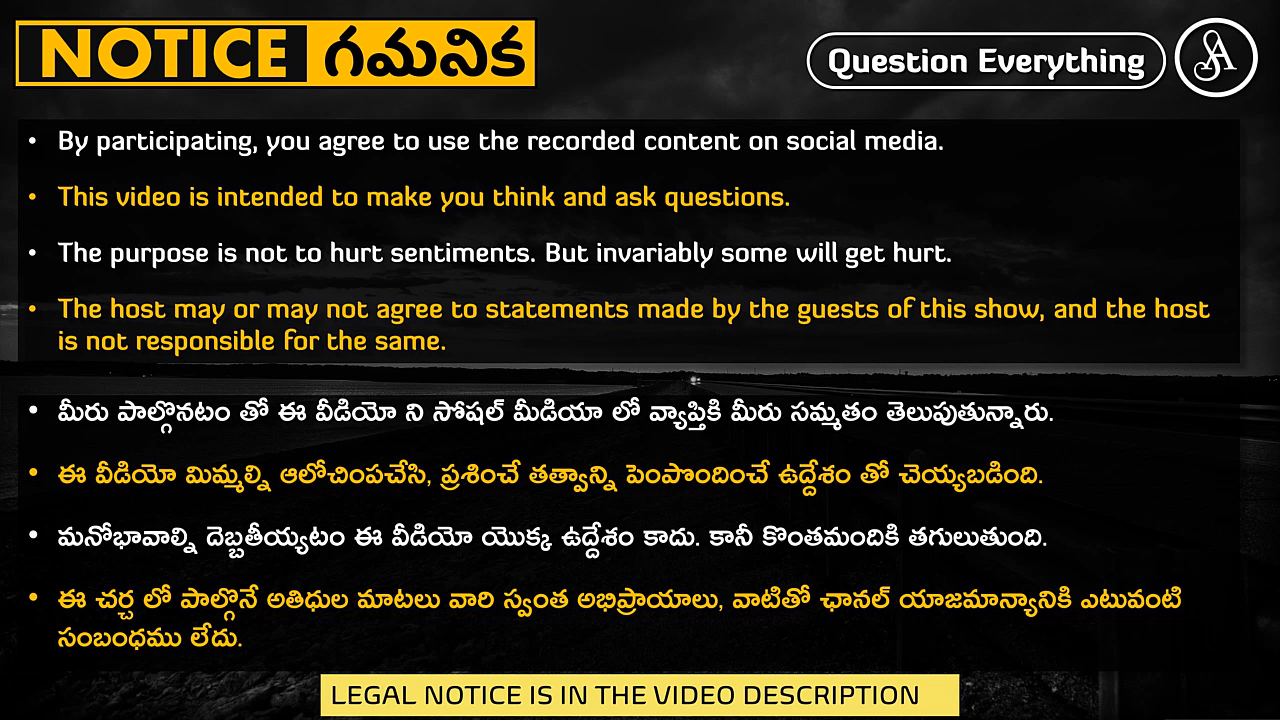 NOTICE గమనిక
Question Everything
• By participating, you agree to use the recorded content on social media.
• This video is intended to make you think and ask questions.
• The purpose is not to hurt sentiments. But invariably some will get hurt.
• The host may or may not agree to statements made by the guests of this show, and the host
is not responsible for the same.
• మీరు పాల్గొనటం తో ఈ వీడియో ని సోషల్ మీడియా లో వ్యాప్తికి మీరు సమ్మతం తెలుపుతున్నారు.
• ఈ వీడియో మిమ్మల్ని ఆలోచింపచేసి, ప్రశించే తత్వాన్ని పెంపొందించే ఉద్దేశం తో చెయ్యబడింది.
• మనోభావాల్ని దెబ్బతీయ్యటం ఈ వీడియో యొక్క ఉద్దేశం కాదు. కానీ కొంతమందికి తగులుతుంది.
• ఈ చర్చ లో పాల్గొనే అతిధుల మాటలు వారి స్వంత అభిప్రాయాలు, వాటితో ఛానల్ యాజమాన్యానికి ఎటువంటి
సంబంధము లేదు.
LEGAL NOTICE IS IN THE VIDEO DESCRIPTION